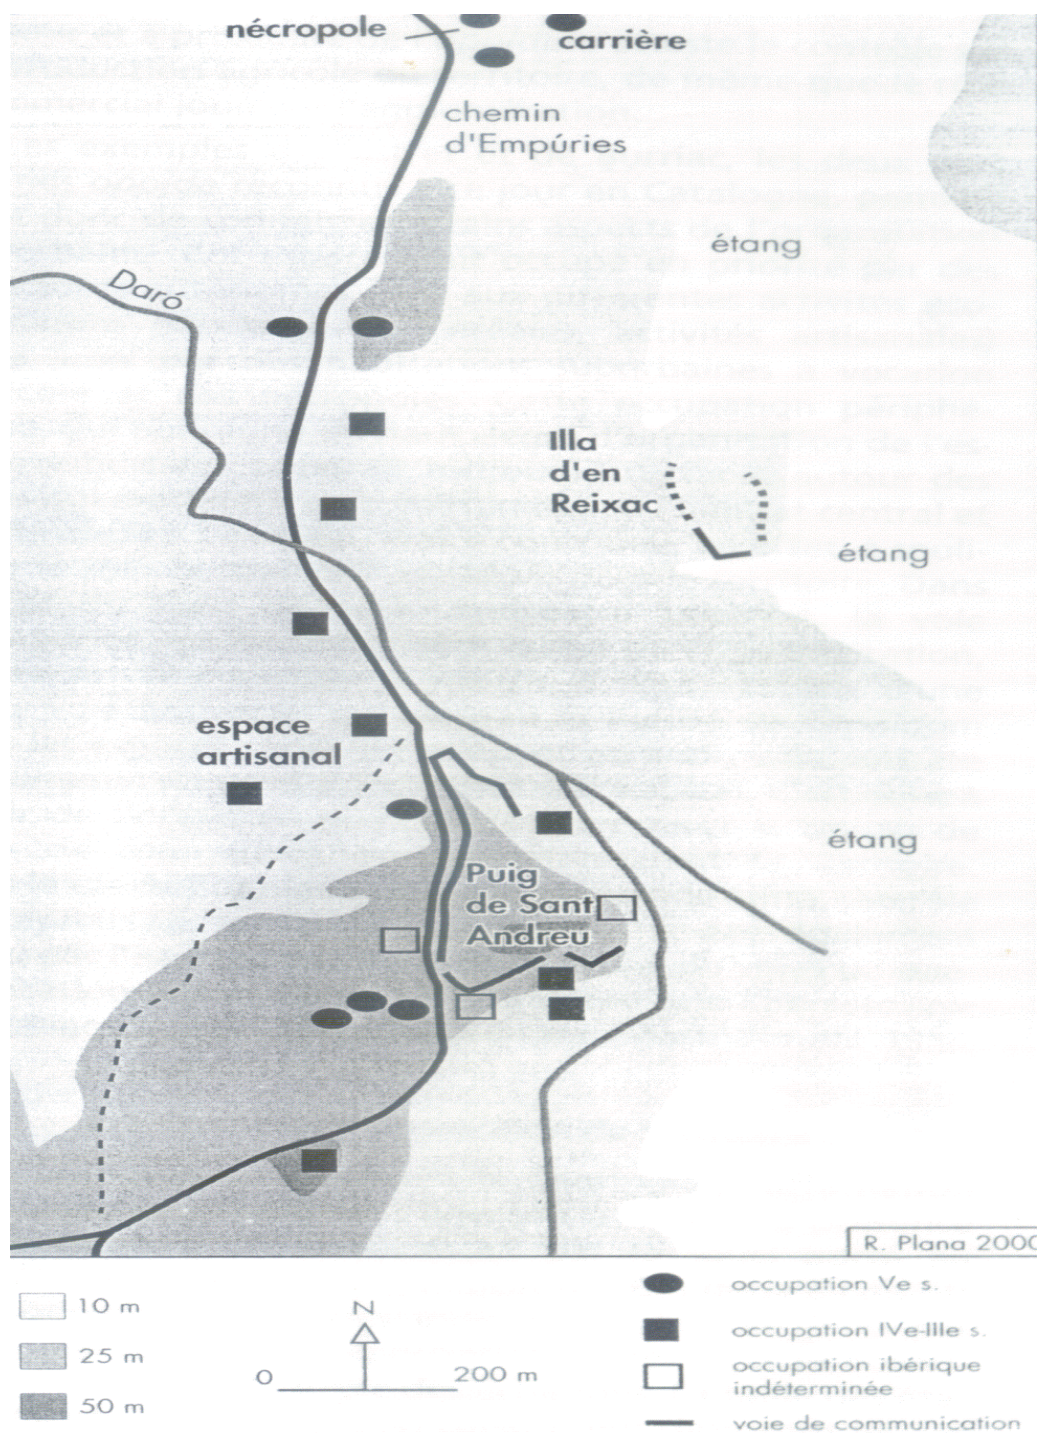 nécropole
carrière
chemin
d'Empúries
étang
Daró
Illa
d'en
Reixac
étang
espace
artisanal
étang
Puig
de Sant
Andreu
R. Plana 2000
10 m
25 m
50 m
N
0 200 m
occupation Ve s.
occupation IVe-IIIe s.
occupation ibérique
indéterminée
voie de communication